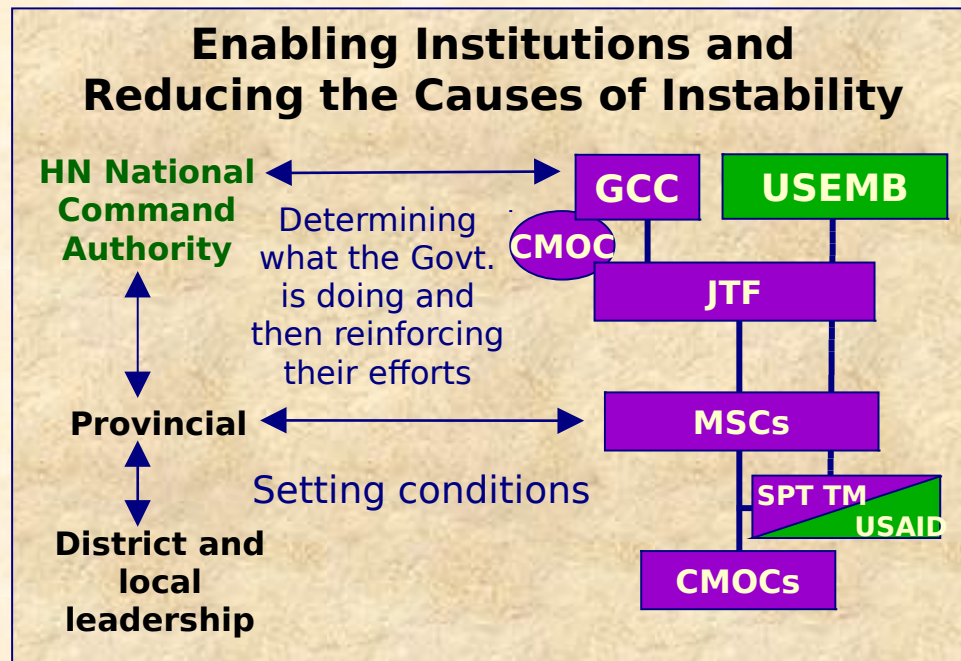 Enabling Institutions and
Reducing the Causes of Instability
HN National
Command
Authority
Determining
what the Govt.
is doing and
then reinforcing
their efforts
GCC
USEMB
CMOC
JTF
Provincial
MSCs
Setting conditions
SPT TM
USAID
District and
local
leadership
CMOCs